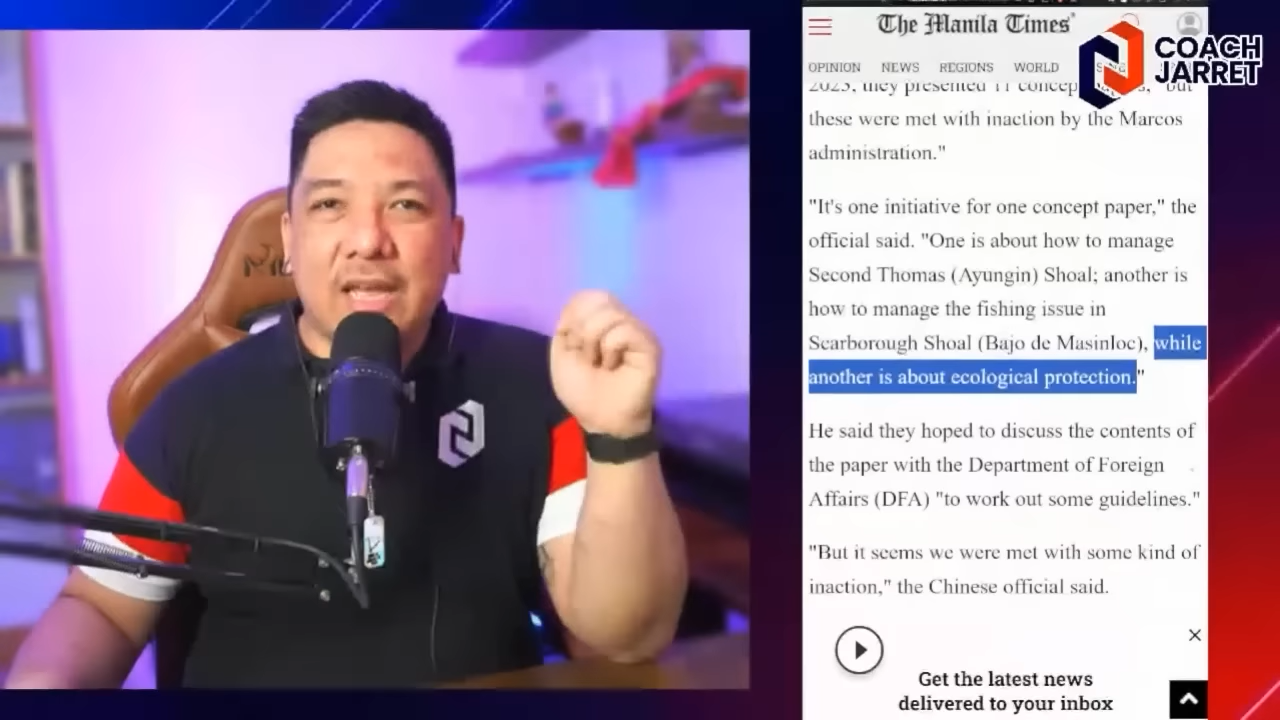 The Manila Times
COACH
JARRET
OPINION NEWS REGIONS WORLD
2023, they presented 11 concept "but
these were met with inaction by the Marcos
administration."
"It's one initiative for one concept paper," the
official said. "One is about how to manage
Second Thomas (Ayungin) Shoal; another is
how to manage the fishing issue in
Scarborough Shoal (Bajo de Masinloc), while
another is about ecological protection."
He said they hoped to discuss the contents of
the paper with the Department of Foreign
Affairs (DFA) "to work out some guidelines."
"But it seems we were met with some kind of
inaction," the Chinese official said.
Get the latest news
delivered to your inbox